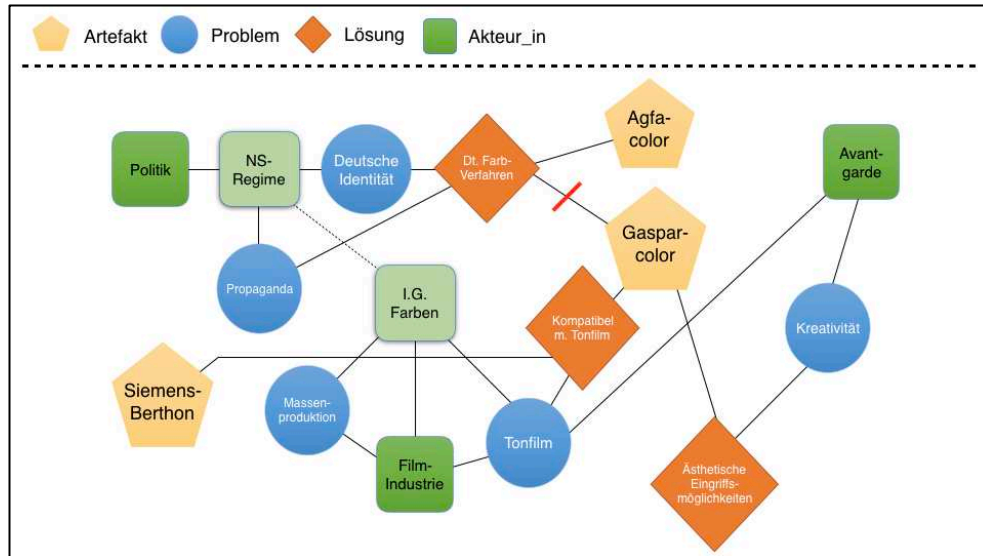 Artefakt
Problem
Lösung
Akteur_in
Politik
NS-
Regime
Deutsche
Identität
Dt. Farb-
Verfahren
Agfa-
color
Avant-
garde
Gaspar-
color
Propaganda
I.G.
Farben
Kompatibel
m. Tonfilm
Kreativität
Siemens-
Berthon
Massen-
produktion
Film-
Industrie
Tonfilm
Ästhetische
Eingriffs-
möglichkeiten